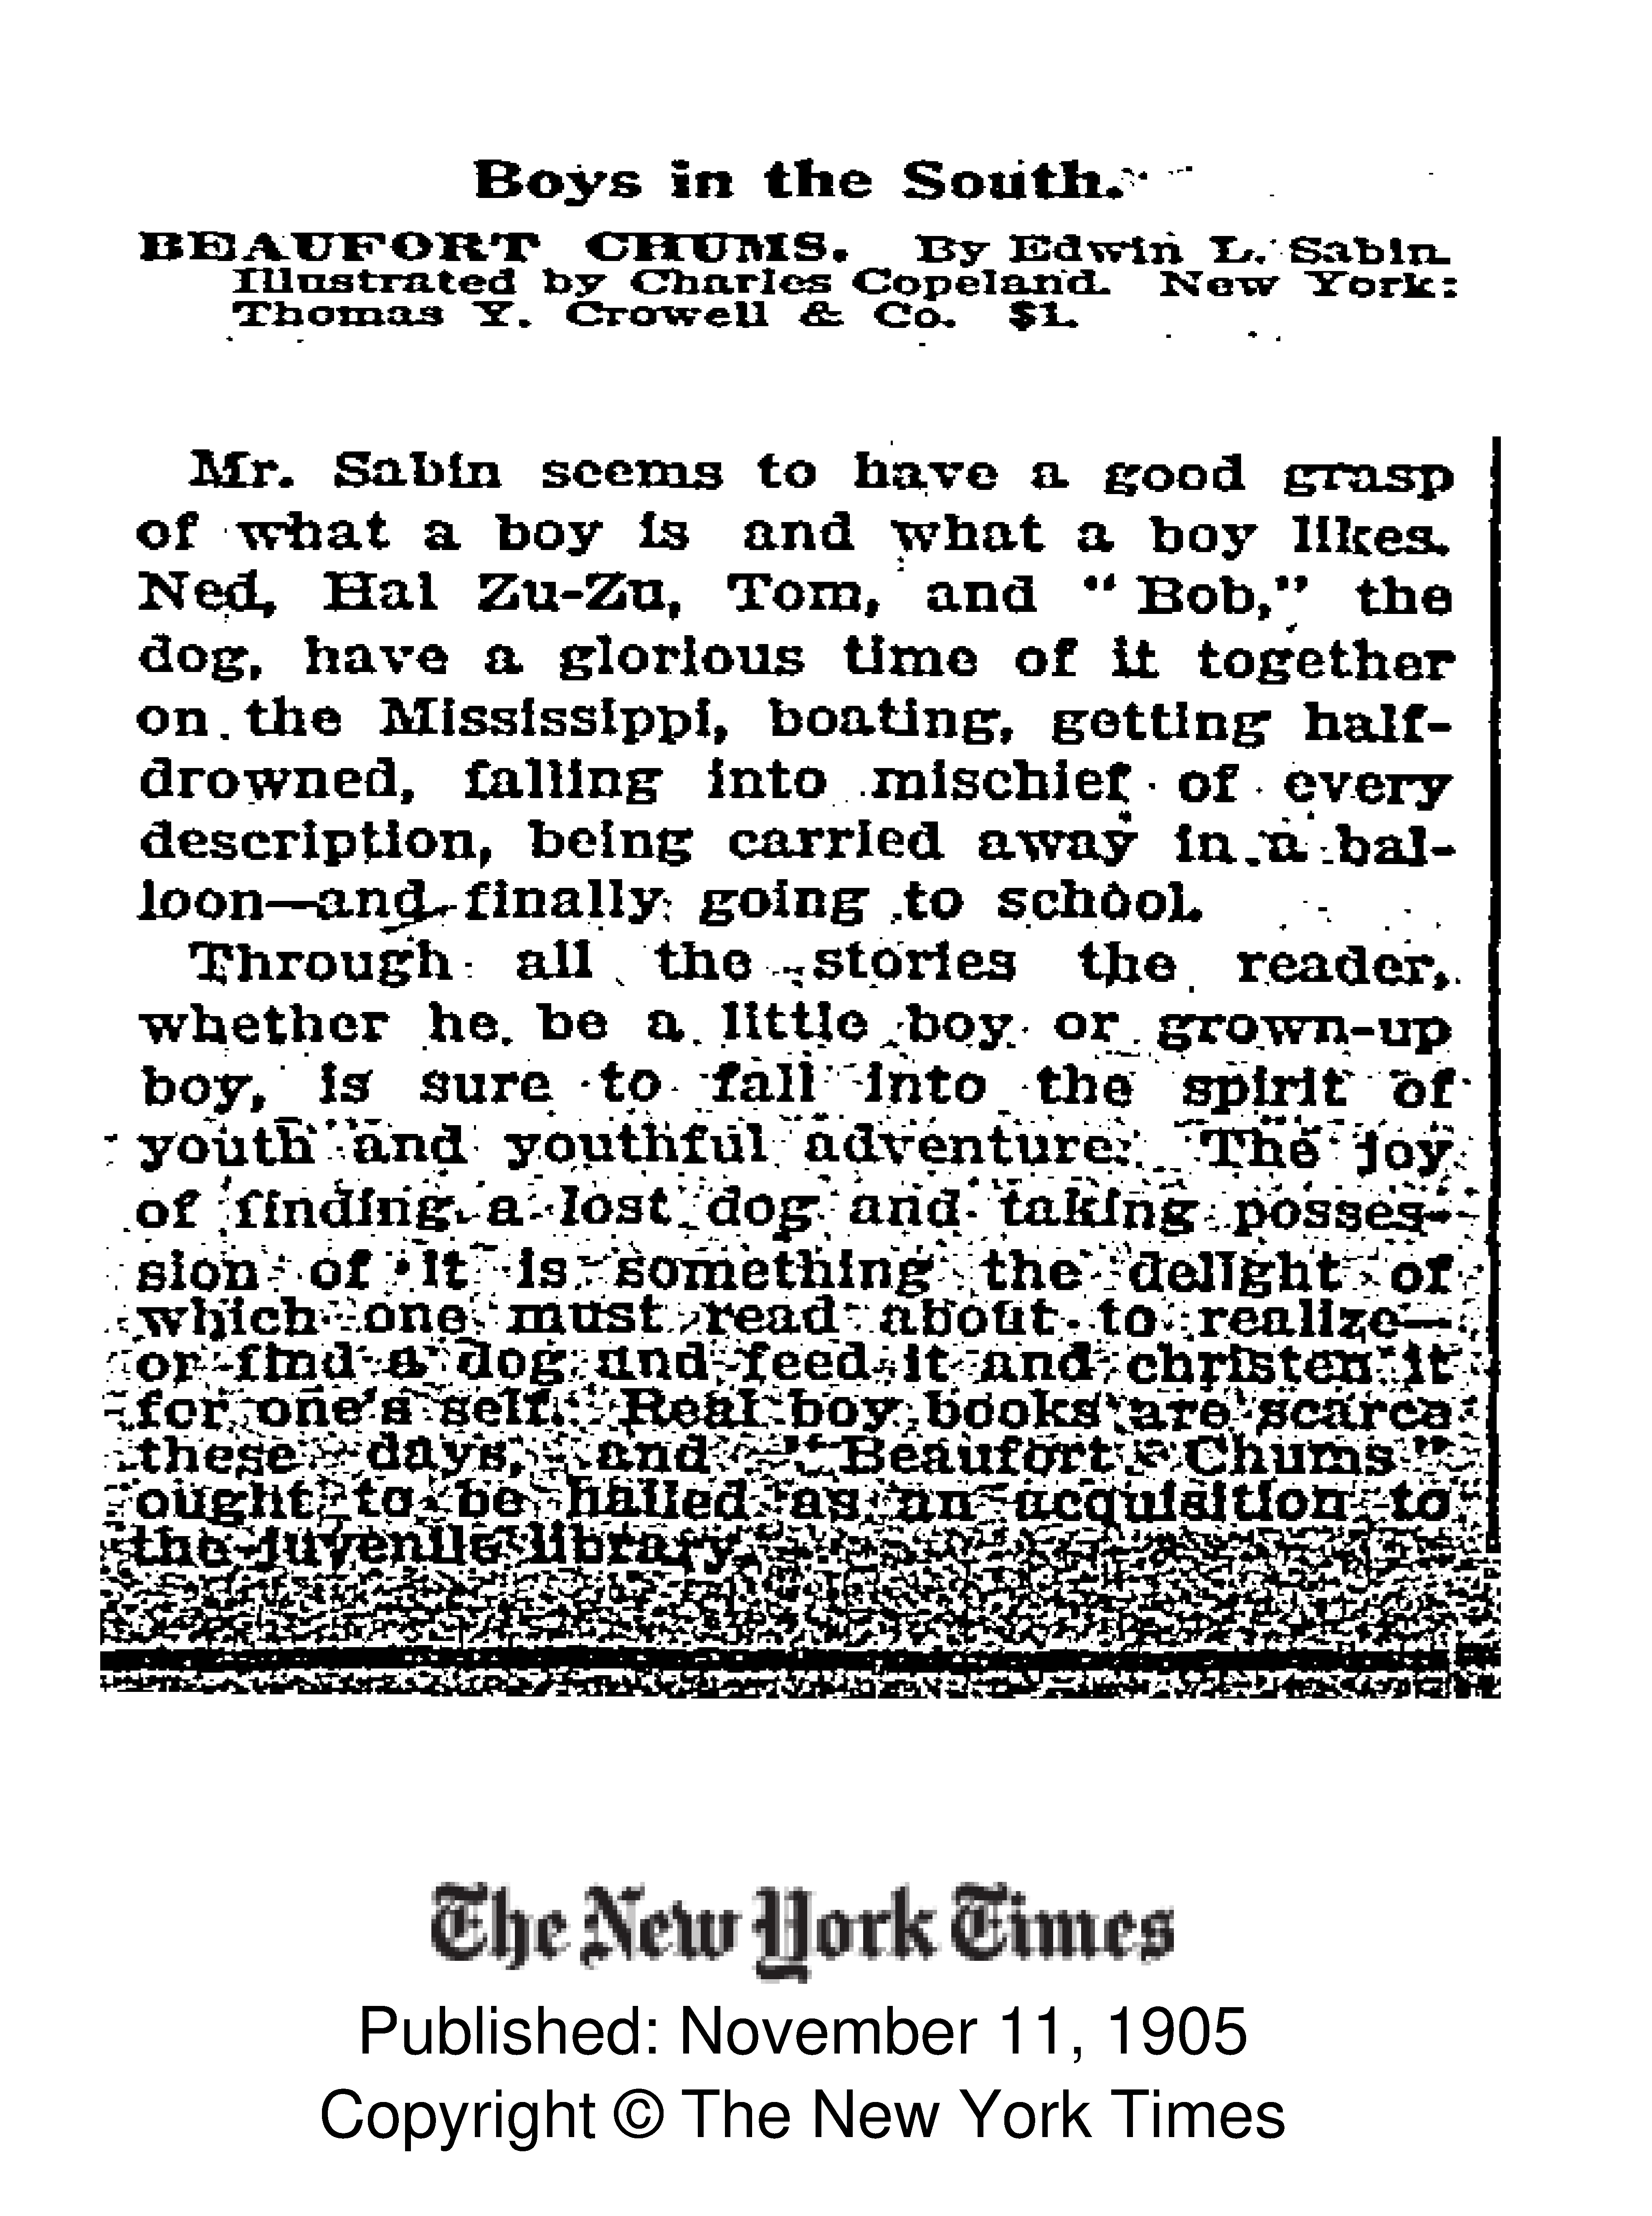 Boys in the South.
BEAUFORT CHUMS. By Edwin L. Sabin.
Illustrated by Charles Copeland. New York:
Thomas Y. Crowell & Co. $1.
Mr. Sabin seems to have a good grasp
of what a boy is and what a boy likes.
Ned, Hal Zu-Zu, Tom, and "Bob," the
dog, have a glorious time of it together
on the Mississippi, boating, getting half-
drowned, falling into mischief of every
description, being carried away in a bal-
loon—and finally going to school.
Through all the stories the reader,
whether he be a little boy or grown-up
boy, is sure to fall into the spirit of
youth and youthful adventure. The joy
of finding a lost dog and taking posses-
sion of it is something the delight of
which one must read about to realize—
or find a dog and feed it and christen it
for one's self. Real boy books are scarce
these days, and "Beaufort Chums"
ought to be hailed as an acquisition to
the juvenile library.
The New York Times
Published: November 11, 1905
Copyright © The New York Times